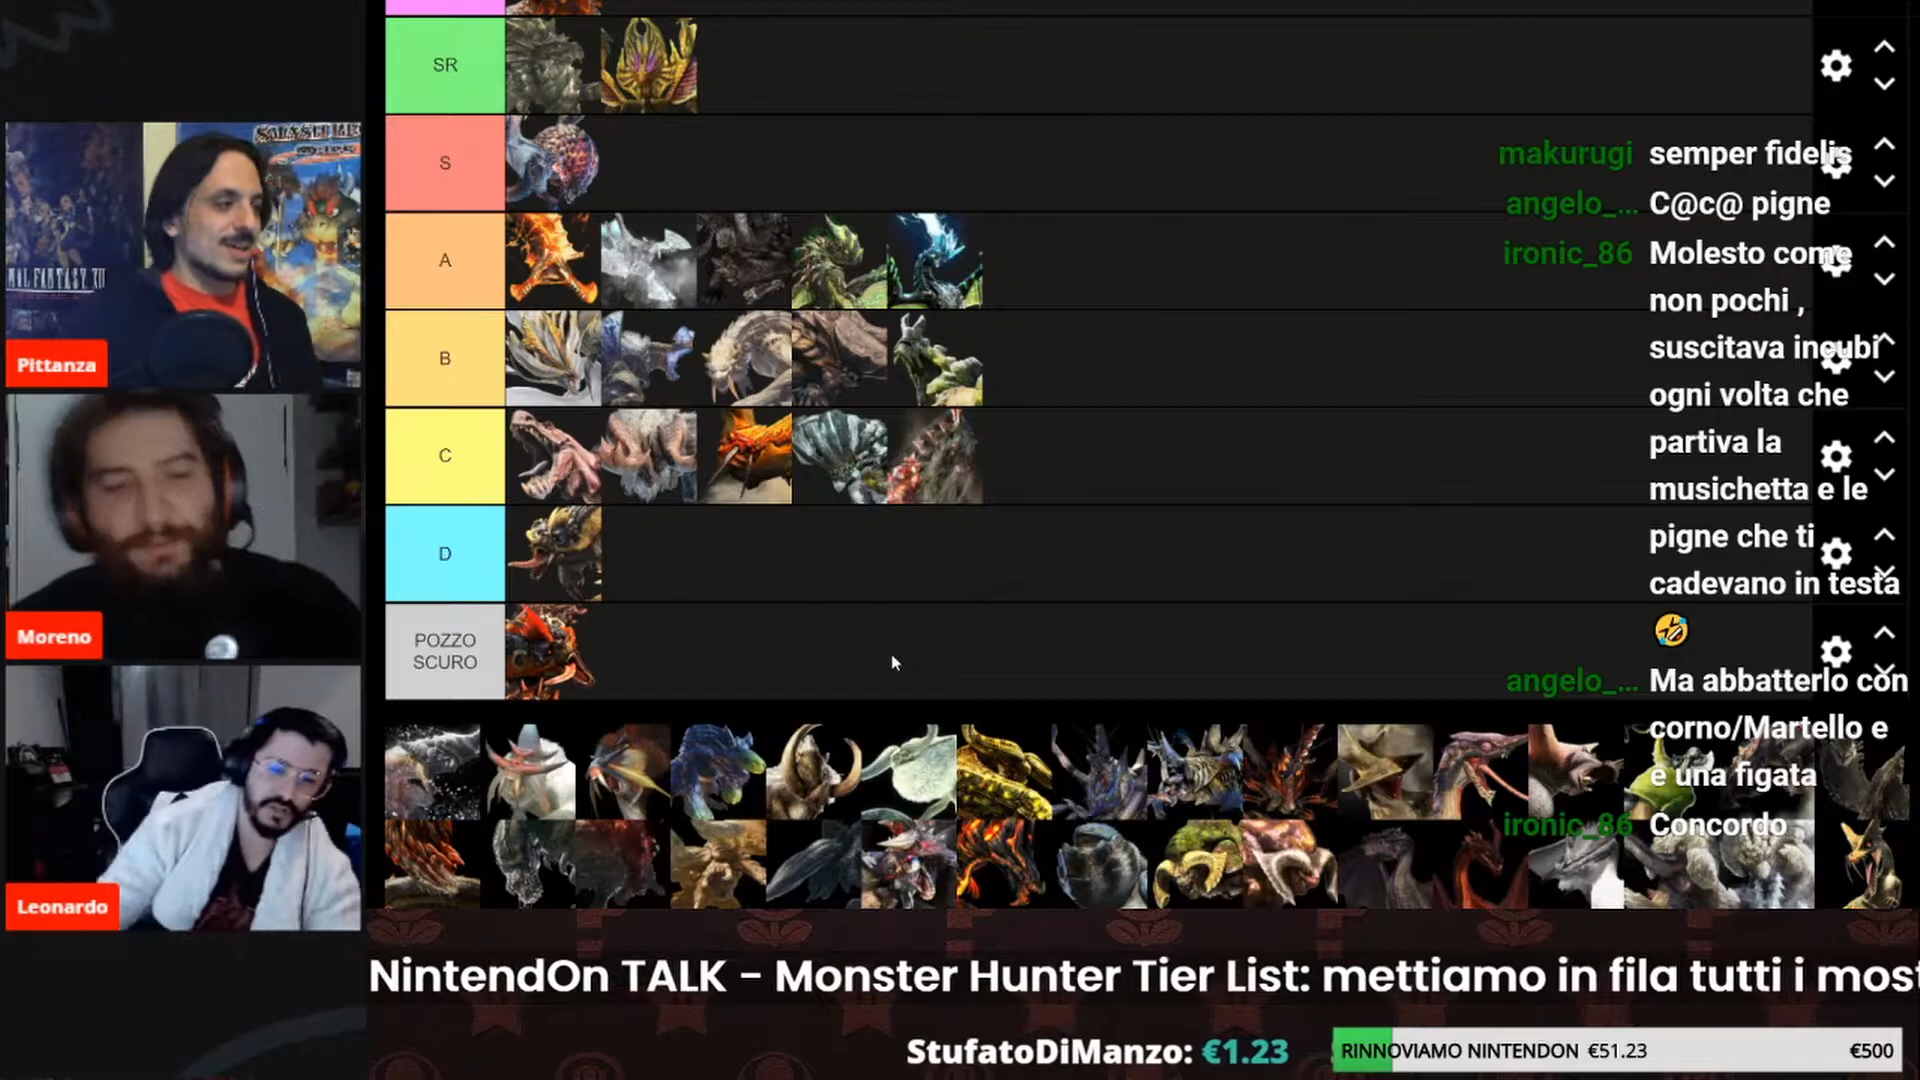 SR
S
A
B
C
D
POZZO
SCURO
Pittanza
Moreno
Leonardo
makurugi semper fidelis
angelo_... C@c@ pigne
ironic_86 Molesto come
non pochi ,
suscitava incubi
ogni volta che
partiva la
musichetta e le
pigne che ti
cadevano in testa
🤣
angelo_... Ma abbatterlo con
corno/Martello e
e una figata
ironic_86 Concordo
NintendOn TALK - Monster Hunter Tier List: mettiamo in fila tutti i most
StufatoDiManzo: €1.23
RINNOVIAMO NINTENDON €51.23 €500